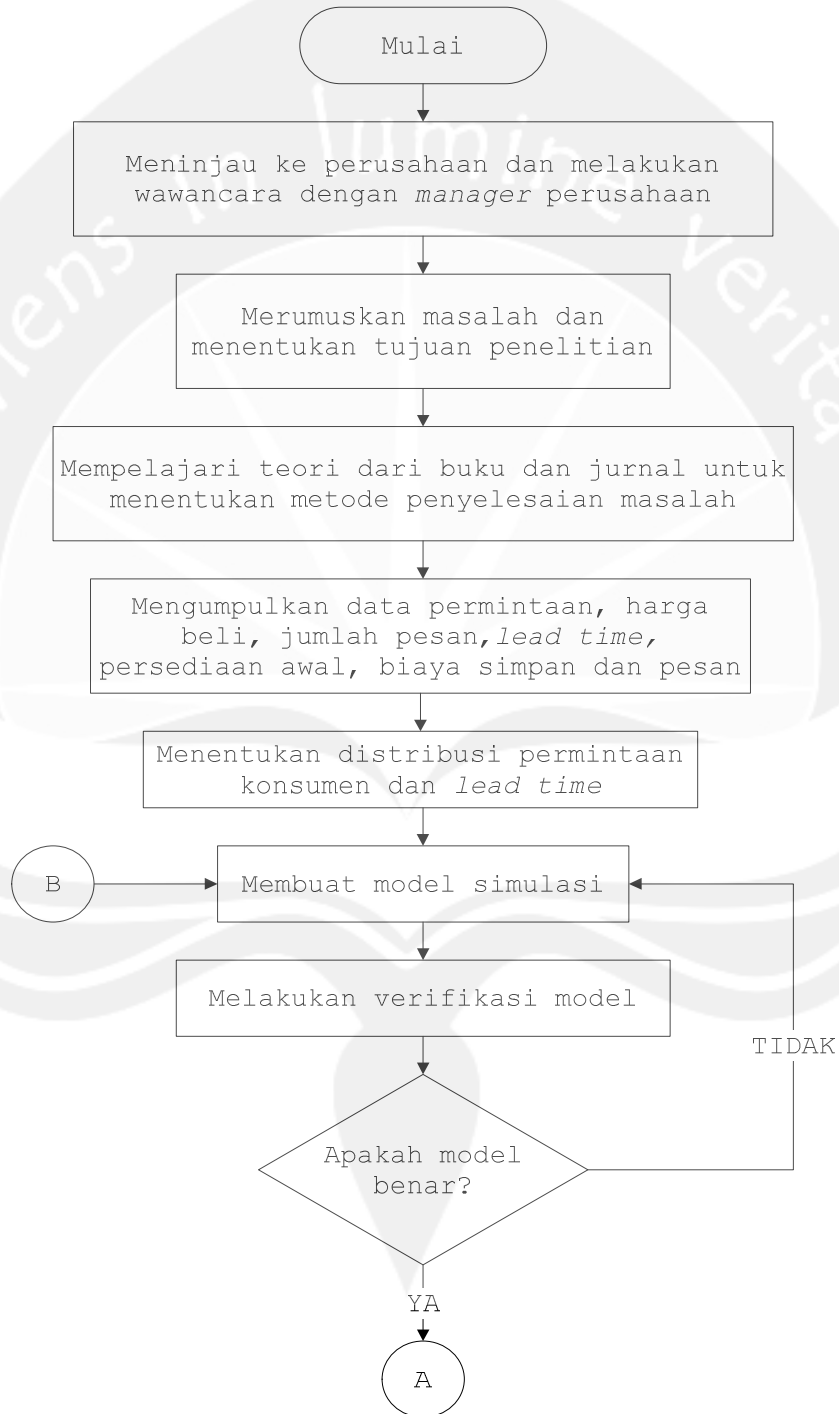 Mulai
Meninjau ke perusahaan dan melakukan
wawancara dengan manager perusahaan
Merumuskan masalah dan
menentukan tujuan penelitian
Mempelajari teori dari buku dan jurnal untuk
menentukan metode penyelesaian masalah
Mengumpulkan data permintaan, harga
beli, jumlah pesan, lead time,
persediaan awal, biaya simpan dan pesan
Menentukan distribusi permintaan
konsumen dan lead time
B
Membuat model simulasi
Melakukan verifikasi model
TIDAK
Apakah model
benar?
YA
A
in lumine verita